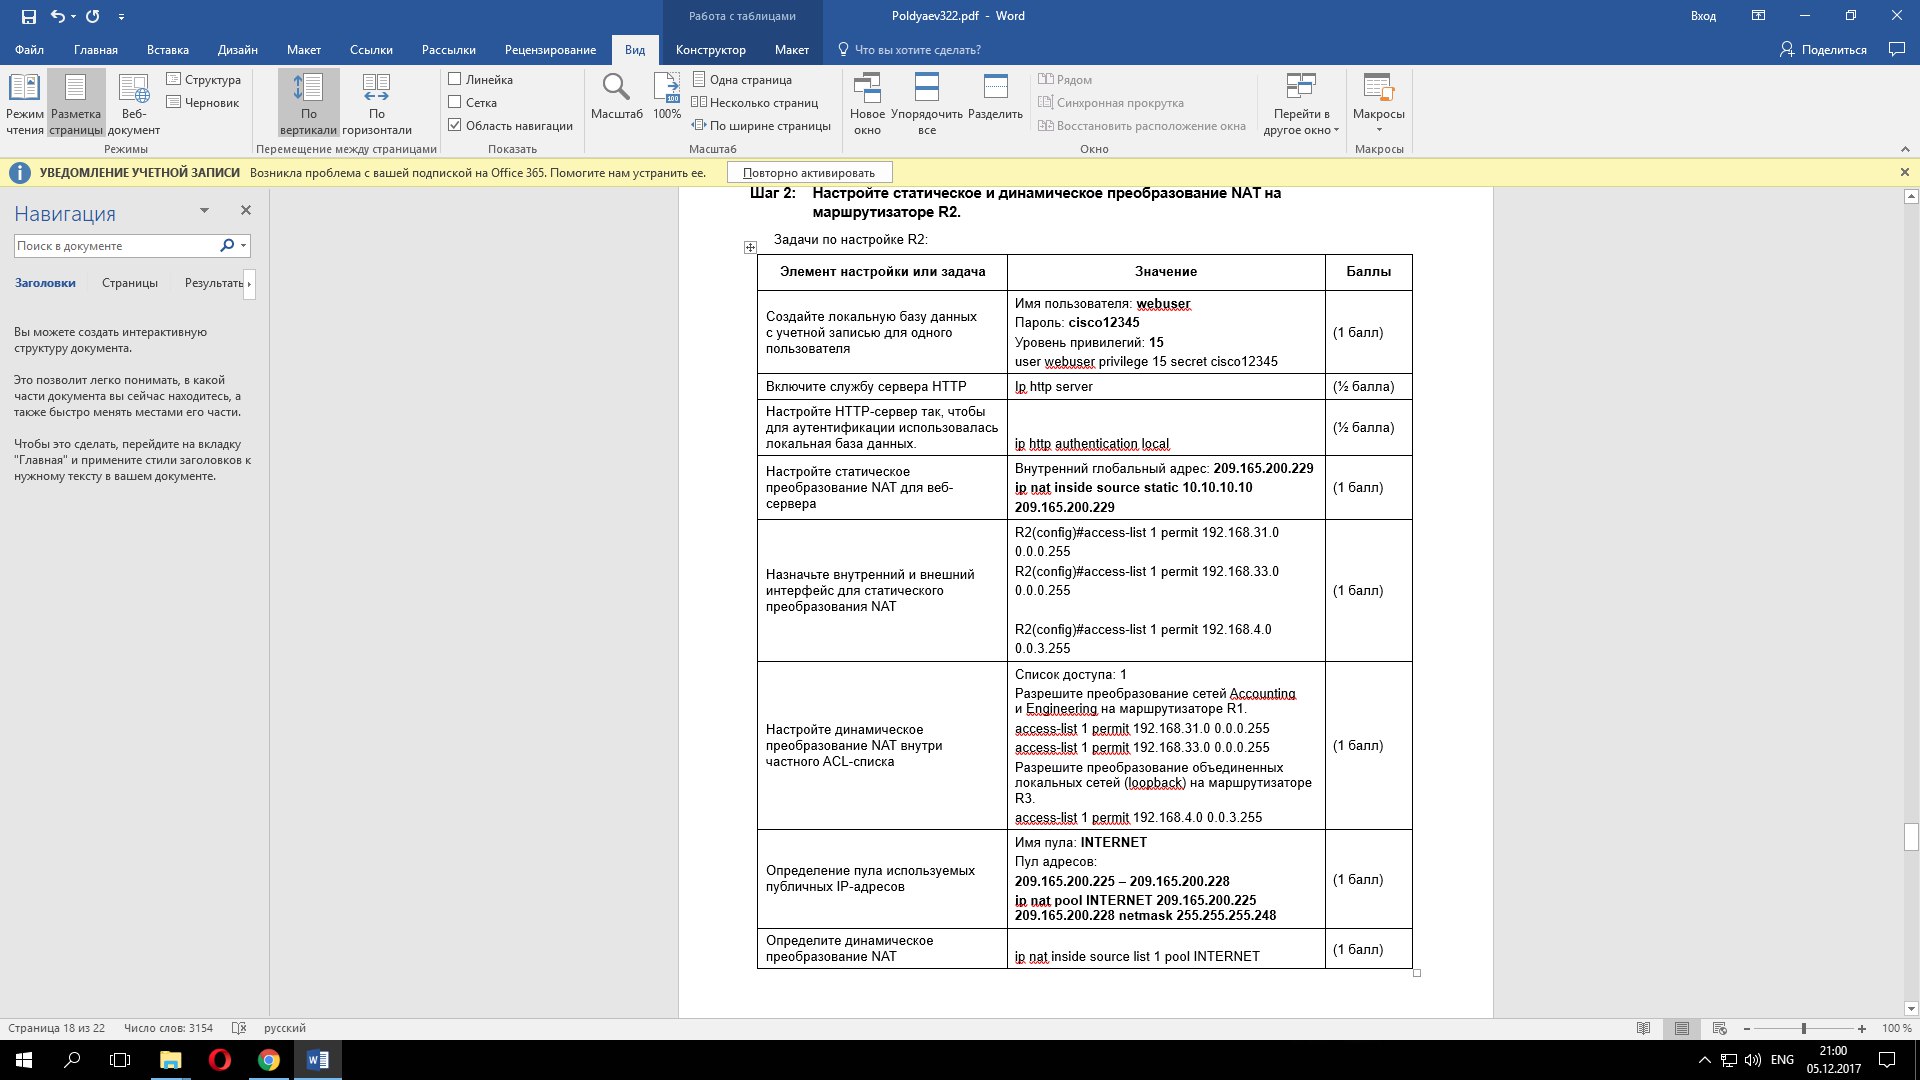 Работа с таблицами
Poldyaev322.pdf - Word
Вход
Файл Главная Вставка Дизайн Макет Ссылки Рассылки Рецензирование Вид Конструктор Макет Что вы хотите сделать? Поделиться
Режим чтения
Разметка страницы
Веб-документ
Структура
Черновик
Режимы
По вертикали
По горизонтали
Перемещение между страницами
Линейка
Сетка
Область навигации
Показать
Масштаб
100
100%
Одна страница
Несколько страниц
По ширине страницы
Масштаб
Новое окно
Упорядочить все
Разделить
Рядом
Синхронная прокрутка
Восстановить расположение окна
Перейти в другое окно
Окно
Макросы
Макросы
УВЕДОМЛЕНИЕ УЧЕТНОЙ ЗАПИСИ Возникла проблема с вашей подпиской на Office 365. Помогите нам устранить ее. Повторно активировать
Навигация
Поиск в документе
Заголовки Страницы Результаты
Вы можете создать интерактивную
структуру документа.
Это позволит легко понимать, в какой
части документа вы сейчас находитесь, а
также быстро менять местами его части.
Чтобы это сделать, перейдите на вкладку
"Главная" и примените стили заголовков к
нужному тексту в вашем документе.
Шаг 2: Настройте статическое и динамическое преобразование NAT на
маршрутизаторе R2.
Задачи по настройке R2:
Элемент настройки или задача Значение Баллы
Создайте локальную базу данных
с учетной записью для одного
пользователя
Имя пользователя: webuser
Пароль: cisco12345
Уровень привилегий: 15
user webuser privilege 15 secret cisco12345
(1 балл)
Включите службу сервера HTTP
Ip http server
(½ балла)
Настройте HTTP-сервер так, чтобы
для аутентификации использовалась
локальная база данных.
ip http authentication local
(½ балла)
Настройте статическое
преобразование NAT для веб-
сервера
Внутренний глобальный адрес: 209.165.200.229
ip nat inside source static 10.10.10.10
209.165.200.229
(1 балл)
Назначьте внутренний и внешний
интерфейс для статического
преобразования NAT
R2(config)#access-list 1 permit 192.168.31.0
0.0.0.255
R2(config)#access-list 1 permit 192.168.33.0
0.0.0.255
R2(config)#access-list 1 permit 192.168.4.0
0.0.3.255
(1 балл)
Настройте динамическое
преобразование NAT внутри
частного ACL-списка
Список доступа: 1
Разрешите преобразование сетей Accounting
и Engineering на маршрутизаторе R1.
access-list 1 permit 192.168.31.0 0.0.0.255
access-list 1 permit 192.168.33.0 0.0.0.255
Разрешите преобразование объединенных
локальных сетей (loopback) на маршрутизаторе
R3.
access-list 1 permit 192.168.4.0 0.0.3.255
(1 балл)
Определение пула используемых
публичных IP-адресов
Имя пула: INTERNET
Пул адресов:
209.165.200.225 – 209.165.200.228
ip nat pool INTERNET 209.165.200.225
209.165.200.228 netmask 255.255.255.248
(1 балл)
Определите динамическое
преобразование NAT
ip nat inside source list 1 pool INTERNET
(1 балл)
Страница 18 из 22 Число слов: 3154 русский 100 %
ENG
21:00
05.12.2017